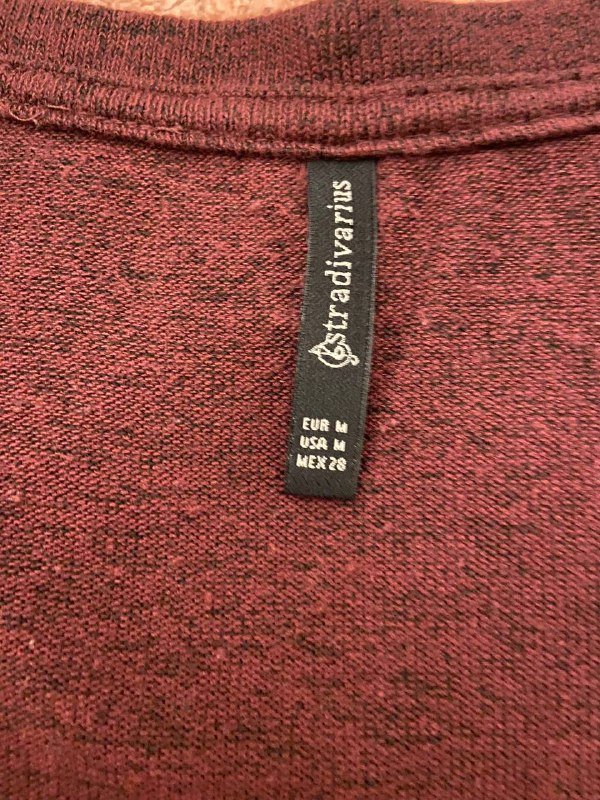 stradivarius
EUR M
USA M
MEX 28